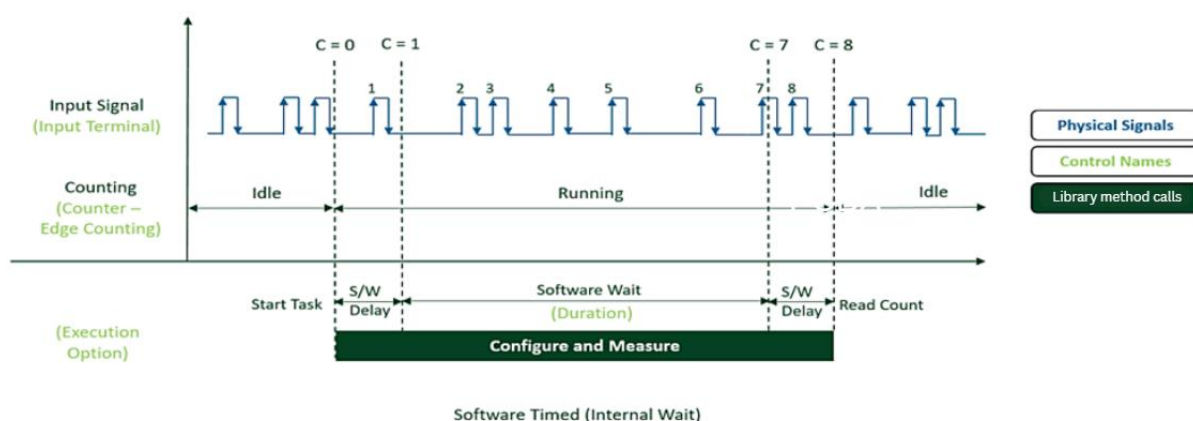 C = 0
C = 1
C = 7
C = 8
1
2
3
4
5
6
7
8
Input Signal
(Input Terminal)
Physical Signals
Control Names
Library method calls
Counting
(Counter –
Edge Counting)
Idle
Running
Idle
Start Task
S/W
Delay
Software Wait
(Duration)
S/W
Delay
Read Count
(Execution
Option)
Configure and Measure
Software Timed (Internal Wait)